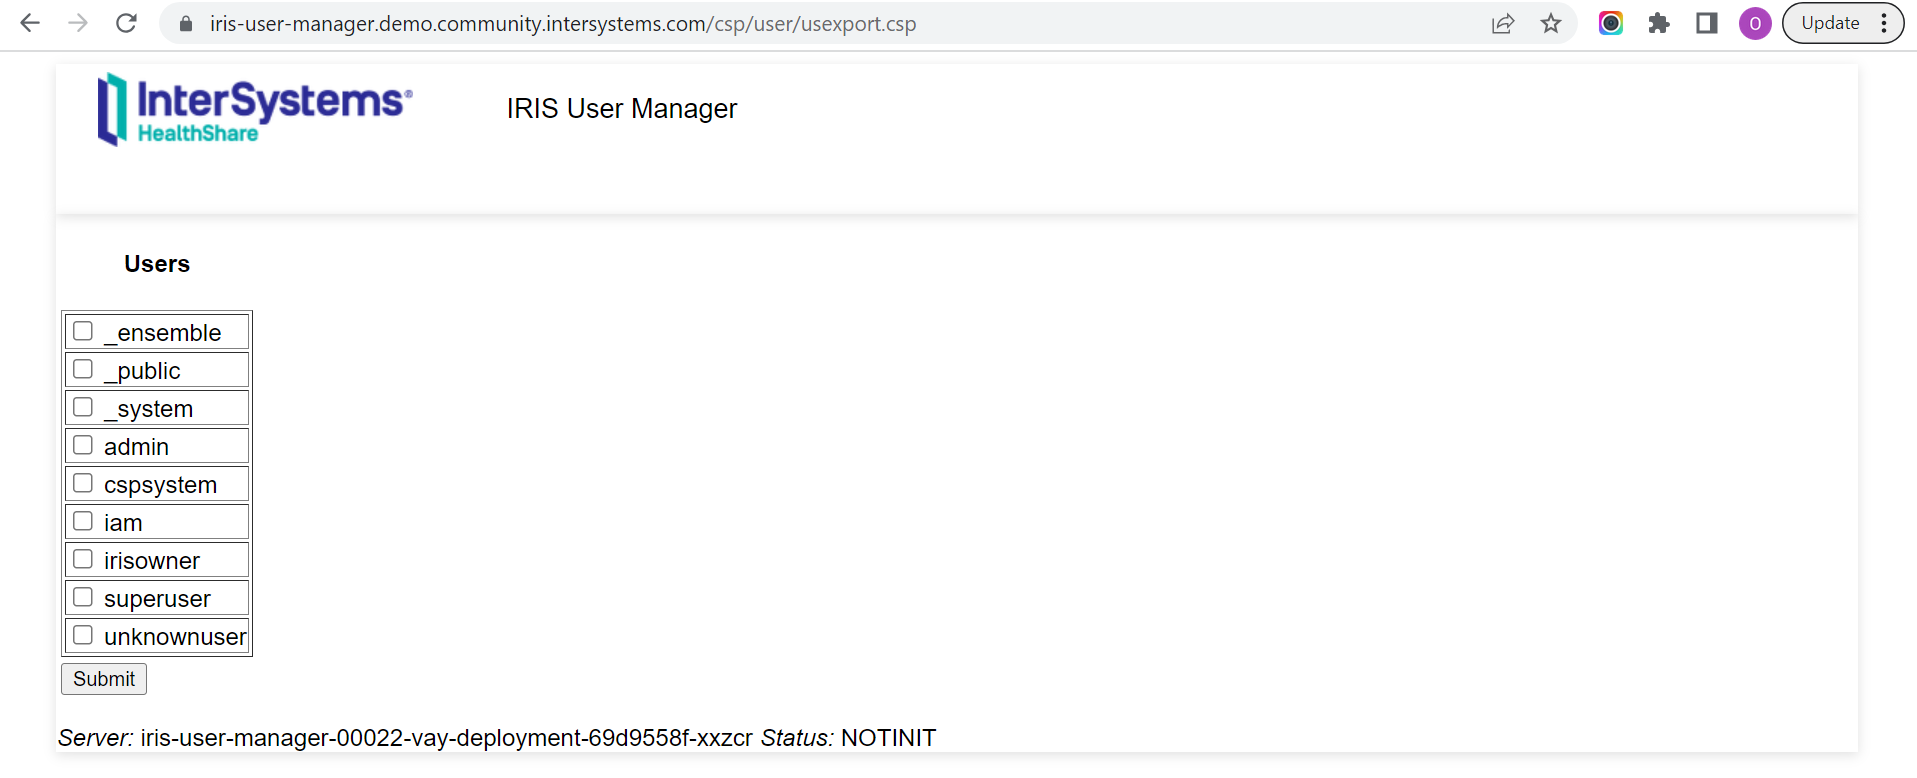 iris-user-manager.demo.community.intersystems.com/csp/user/usexport.csp
O
Update
InterSystems®
HealthShare
IRIS User Manager
Users
_ensemble
_public
_system
admin
cspsystem
iam
irisowner
superuser
unknownuser
Submit
Server: iris-user-manager-00022-vay-deployment-69d9558f-xxzcr Status: NOTINIT